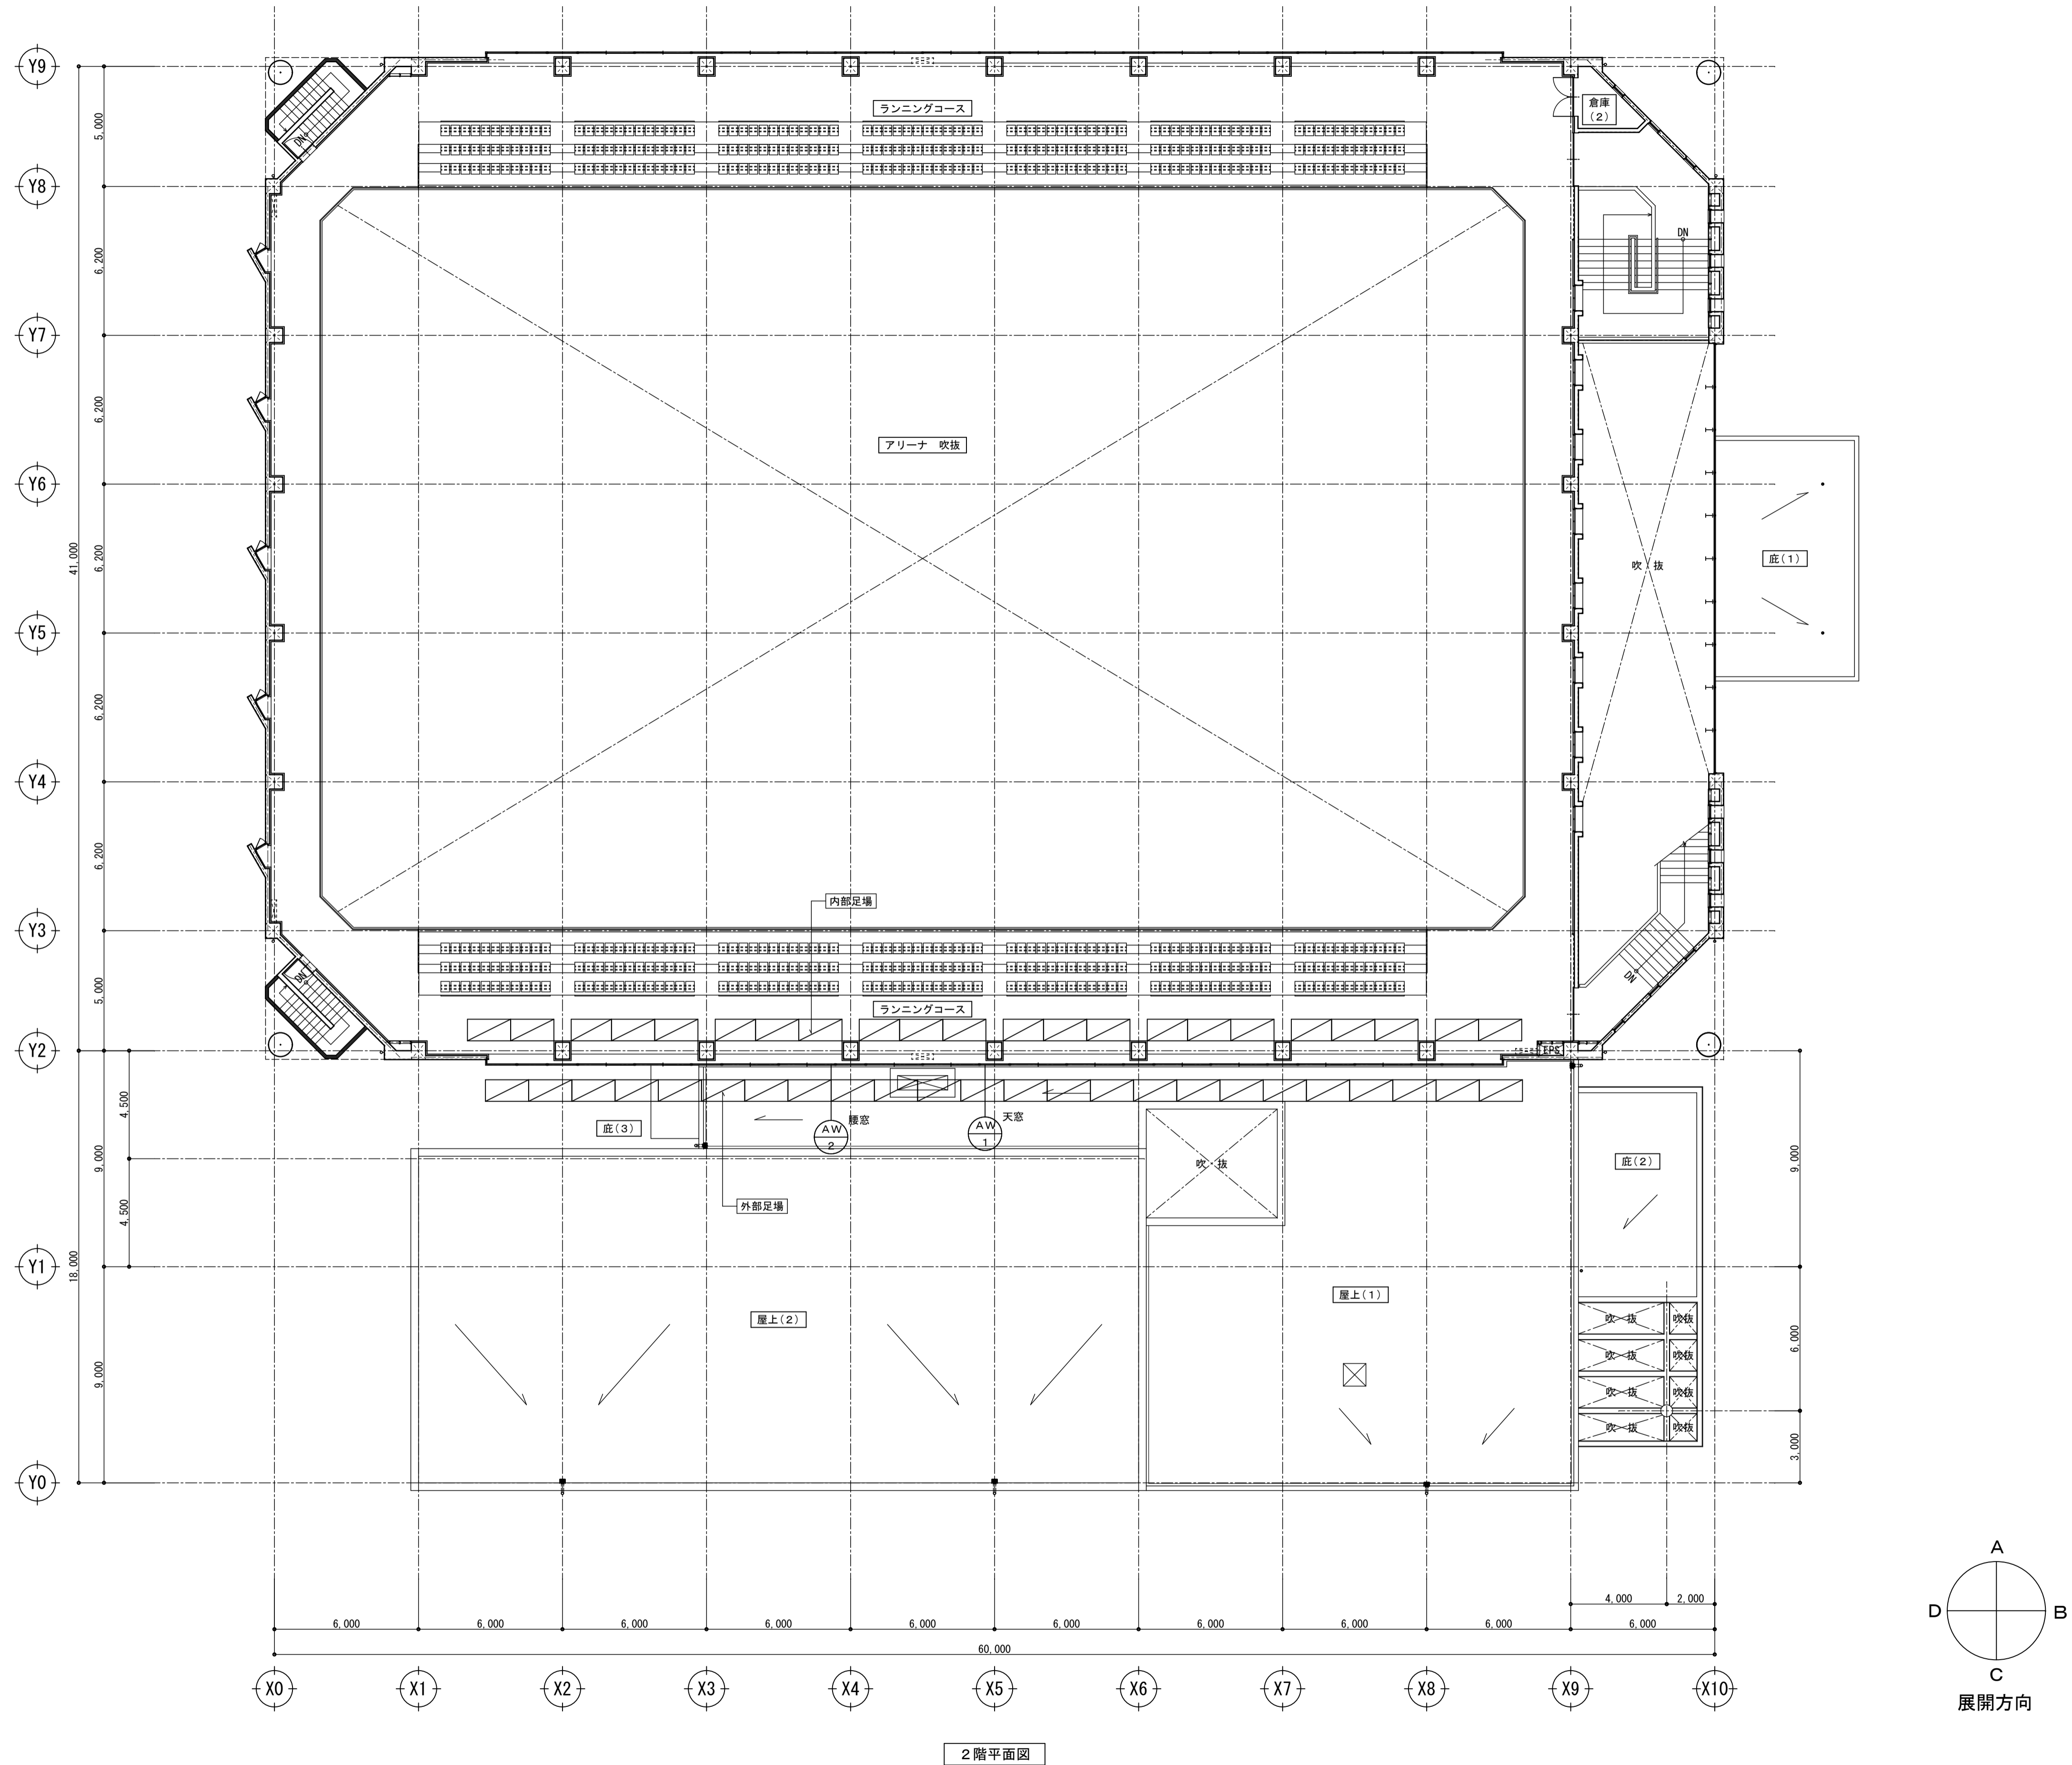 Y9
Y8
Y7
Y6
Y5
Y4
Y3
Y2
Y1
Y0
5,000
6,200
6,200
6,200
6,200
6,200
5,000
41,000
4,500
4,500
9,000
9,000
18,000
ランニングコース
倉庫
(2)
DN
DN
アリーナ　吹抜
吹　抜
庇(1)
内部足場
DN
DN
ランニングコース
EPS
庇(3)
AW
2
腰窓
AW
1
天窓
吹　抜
外部足場
庇(2)
屋上(2)
屋上(1)
吹　抜
吹抜
吹　抜
吹抜
吹　抜
吹抜
吹　抜
吹抜
9,000
6,000
3,000
4,000
2,000
6,000
6,000
6,000
6,000
6,000
6,000
6,000
6,000
6,000
6,000
60,000
X0
X1
X2
X3
X4
X5
X6
X7
X8
X9
X10
A
D
B
C
展開方向
２階平面図